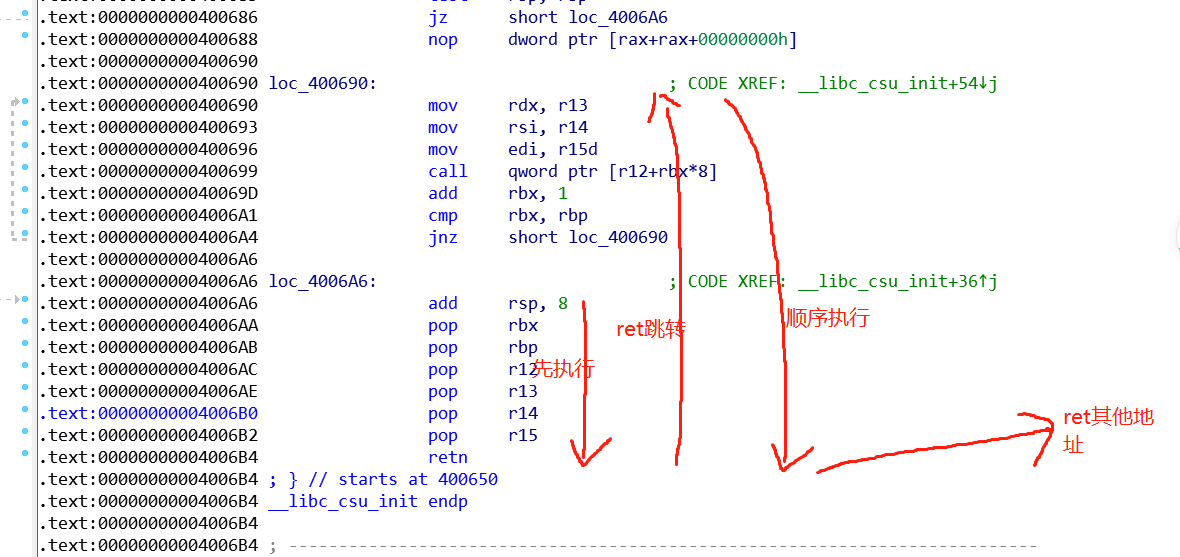 .text:0000000000400686 jz short loc_4006A6
.text:0000000000400688 nop dword ptr [rax+rax+00000000h]
.text:0000000000400690
.text:0000000000400690 loc_400690: ; CODE XREF: __libc_csu_init+54↓j
.text:0000000000400690 mov rdx, r13
.text:0000000000400693 mov rsi, r14
.text:0000000000400696 mov edi, r15d
.text:0000000000400699 call qword ptr [r12+rbx*8]
.text:000000000040069D add rbx, 1
.text:00000000004006A1 cmp rbx, rbp
.text:00000000004006A4 jnz short loc_400690
.text:00000000004006A6
.text:00000000004006A6 loc_4006A6: ; CODE XREF: __libc_csu_init+36↑j
.text:00000000004006A6 add rsp, 8
.text:00000000004006AA pop rbx
.text:00000000004006AB pop rbp
.text:00000000004006AC pop r12
.text:00000000004006AE pop r13
.text:00000000004006B0 pop r14
.text:00000000004006B2 pop r15
.text:00000000004006B4 retn
.text:00000000004006B4 ; } // starts at 400650
.text:00000000004006B4 __libc_csu_init endp
.text:00000000004006B4
.text:00000000004006B4 ; ---------------------------------------------------------------------------
先执行
ret跳转
顺序执行
ret其他地
址